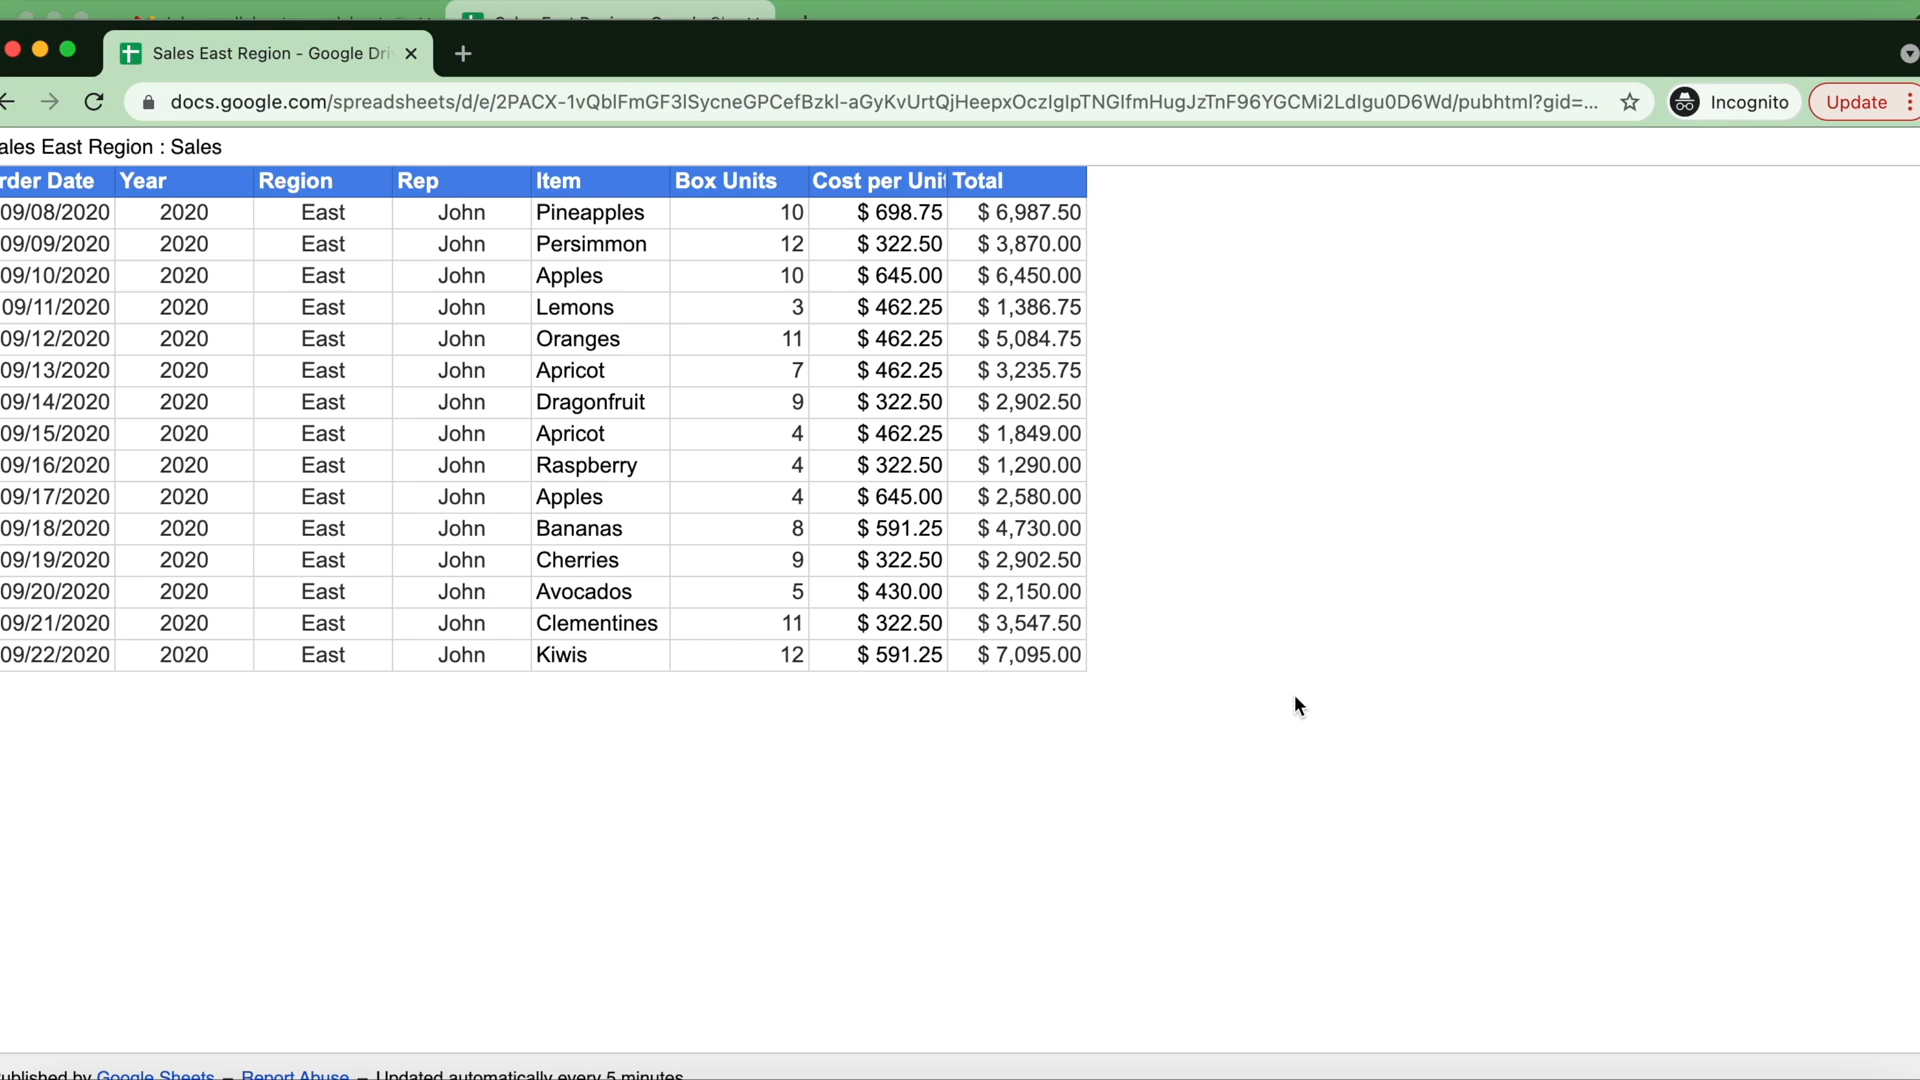 Sales East Region - Google Dri
docs.google.com/spreadsheets/d/e/2PACX-1vQblFmGF3lSycneGPCefBzkl-aGyKvUrtQjHeepxOczIglpTNGlfmHugJzTnF96YGCMi2LdIgu0D6Wd/pubhtml?gid=...
Incognito
Update
ales East Region : Sales
rder Date Year Region Rep Item Box Units Cost per Unit Total
09/08/2020 2020 East John Pineapples 10 $ 698.75 $ 6,987.50
09/09/2020 2020 East John Persimmon 12 $ 322.50 $ 3,870.00
09/10/2020 2020 East John Apples 10 $ 645.00 $ 6,450.00
09/11/2020 2020 East John Lemons 3 $ 462.25 $ 1,386.75
09/12/2020 2020 East John Oranges 11 $ 462.25 $ 5,084.75
09/13/2020 2020 East John Apricot 7 $ 462.25 $ 3,235.75
09/14/2020 2020 East John Dragonfruit 9 $ 322.50 $ 2,902.50
09/15/2020 2020 East John Apricot 4 $ 462.25 $ 1,849.00
09/16/2020 2020 East John Raspberry 4 $ 322.50 $ 1,290.00
09/17/2020 2020 East John Apples 4 $ 645.00 $ 2,580.00
09/18/2020 2020 East John Bananas 8 $ 591.25 $ 4,730.00
09/19/2020 2020 East John Cherries 9 $ 322.50 $ 2,902.50
09/20/2020 2020 East John Avocados 5 $ 430.00 $ 2,150.00
09/21/2020 2020 East John Clementines 11 $ 322.50 $ 3,547.50
09/22/2020 2020 East John Kiwis 12 $ 591.25 $ 7,095.00
ublished by Google Sheets – Report Abuse – Updated automatically every 5 minutes